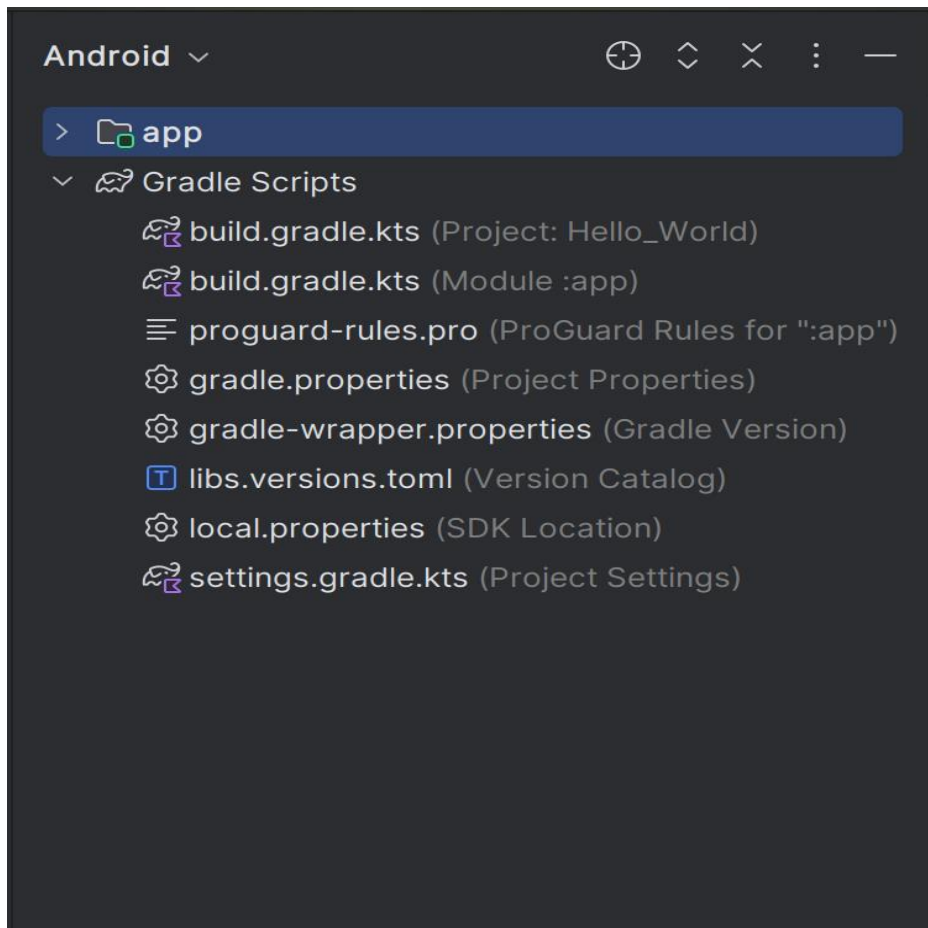 Android
app
Gradle Scripts
build.gradle.kts (Project: Hello_World)
build.gradle.kts (Module :app)
proguard-rules.pro (ProGuard Rules for ":app")
gradle.properties (Project Properties)
gradle-wrapper.properties (Gradle Version)
libs.versions.toml (Version Catalog)
local.properties (SDK Location)
settings.gradle.kts (Project Settings)